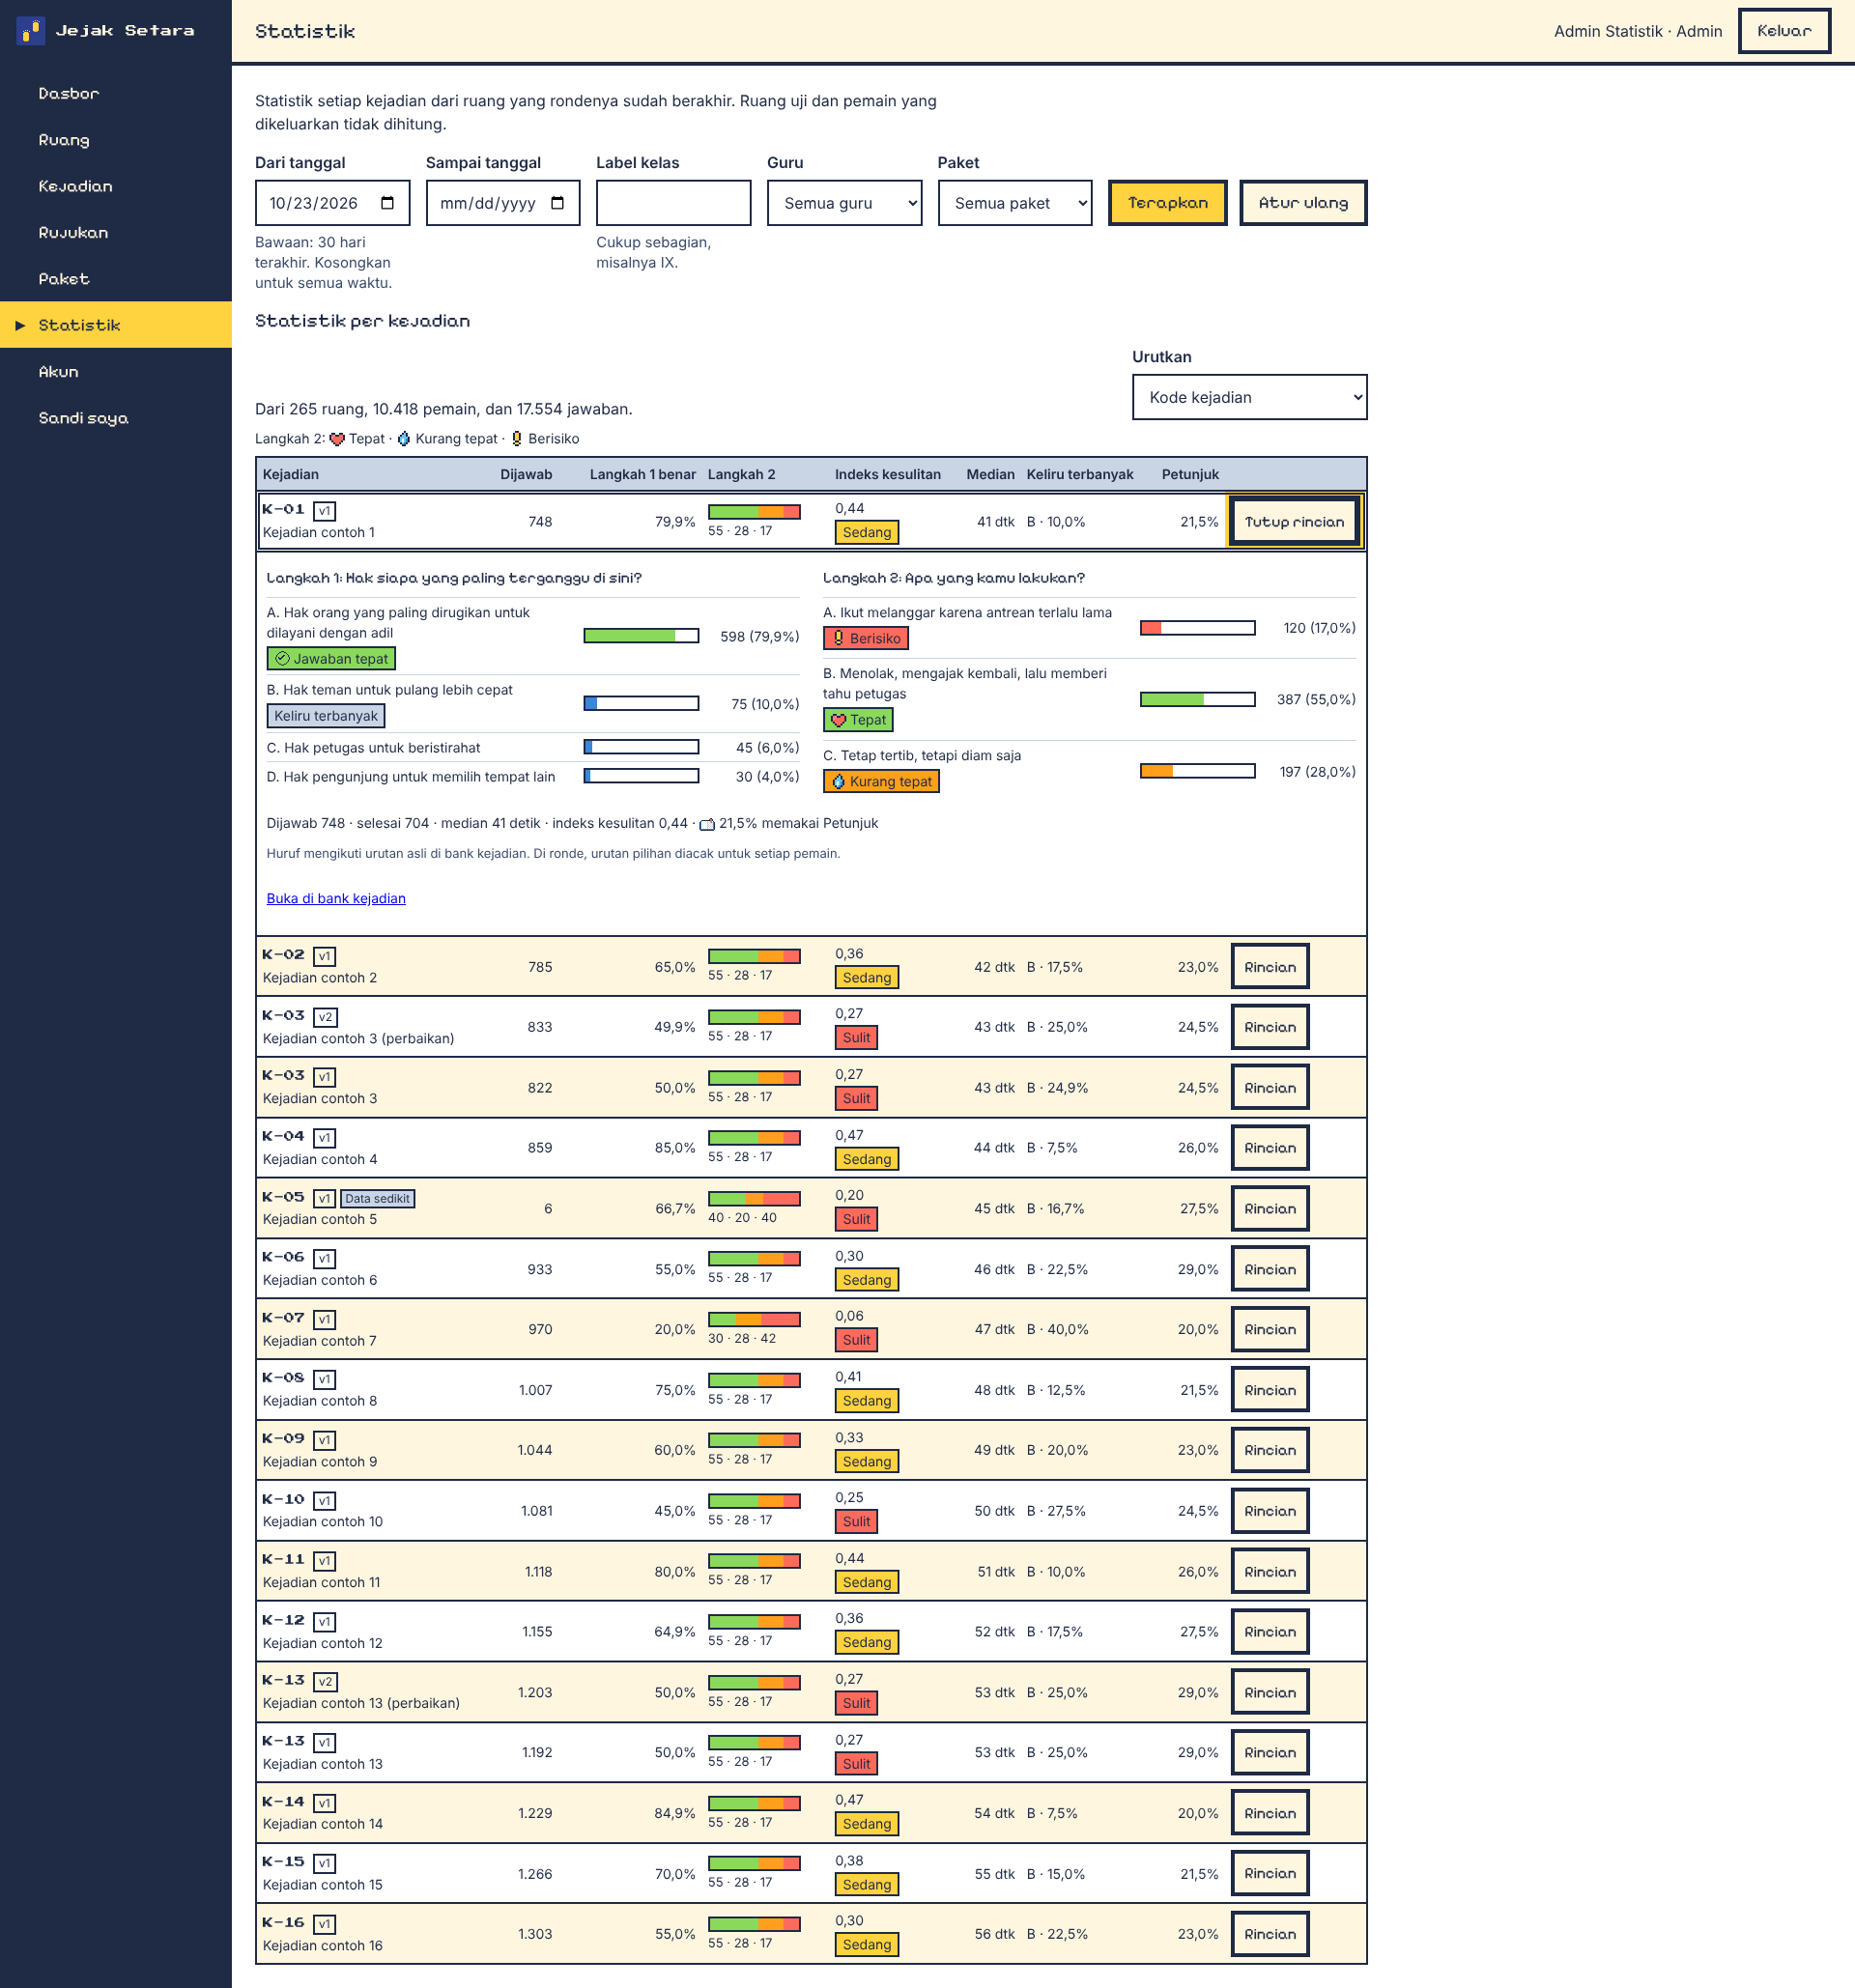 Jejak Setara
Statistik
Admin Statistik · Admin
Keluar
Dasbor
Ruang
Kejadian
Rujukan
Paket
Statistik
Akun
Sandi saya
Statistik setiap kejadian dari ruang yang rondenya sudah berakhir. Ruang uji dan pemain yang
dikeluarkan tidak dihitung.
Dari tanggal
Sampai tanggal
Label kelas
Guru
Paket
10/23/2026
mm/dd/yyyy
Semua guru
Semua paket
Terapkan
Atur ulang
Bawaan: 30 hari
terakhir. Kosongkan
untuk semua waktu.
Cukup sebagian,
misalnya IX.
Statistik per kejadian
Urutkan
Kode kejadian
Dari 265 ruang, 10.418 pemain, dan 17.554 jawaban.
Langkah 2: Tepat · Kurang tepat · Berisiko
Kejadian Dijawab Langkah 1 benar Langkah 2 Indeks kesulitan Median Keliru terbanyak Petunjuk
K-01 v1
Kejadian contoh 1
748 79,9%
55 · 28 · 17
0,44
Sedang
41 dtk B · 10,0% 21,5% Tutup rincian
Langkah 1: Hak siapa yang paling terganggu di sini?
A. Hak orang yang paling dirugikan untuk
dilayani dengan adil
Jawaban tepat
598 (79,9%)
B. Hak teman untuk pulang lebih cepat
Keliru terbanyak
75 (10,0%)
C. Hak petugas untuk beristirahat 45 (6,0%)
D. Hak pengunjung untuk memilih tempat lain 30 (4,0%)
Langkah 2: Apa yang kamu lakukan?
A. Ikut melanggar karena antrean terlalu lama
Berisiko
120 (17,0%)
B. Menolak, mengajak kembali, lalu memberi
tahu petugas
Tepat
387 (55,0%)
C. Tetap tertib, tetapi diam saja
Kurang tepat
197 (28,0%)
Dijawab 748 · selesai 704 · median 41 detik · indeks kesulitan 0,44 · 21,5% memakai Petunjuk
Huruf mengikuti urutan asli di bank kejadian. Di ronde, urutan pilihan diacak untuk setiap pemain.
Buka di bank kejadian
K-02 v1
Kejadian contoh 2
785 65,0%
55 · 28 · 17
0,36
Sedang
42 dtk B · 17,5% 23,0% Rincian
K-03 v2
Kejadian contoh 3 (perbaikan)
833 49,9%
55 · 28 · 17
0,27
Sulit
43 dtk B · 25,0% 24,5% Rincian
K-03 v1
Kejadian contoh 3
822 50,0%
55 · 28 · 17
0,27
Sulit
43 dtk B · 24,9% 24,5% Rincian
K-04 v1
Kejadian contoh 4
859 85,0%
55 · 28 · 17
0,47
Sedang
44 dtk B · 7,5% 26,0% Rincian
K-05 v1 Data sedikit
Kejadian contoh 5
6 66,7%
40 · 20 · 40
0,20
Sulit
45 dtk B · 16,7% 27,5% Rincian
K-06 v1
Kejadian contoh 6
933 55,0%
55 · 28 · 17
0,30
Sedang
46 dtk B · 22,5% 29,0% Rincian
K-07 v1
Kejadian contoh 7
970 20,0%
30 · 28 · 42
0,06
Sulit
47 dtk B · 40,0% 20,0% Rincian
K-08 v1
Kejadian contoh 8
1.007 75,0%
55 · 28 · 17
0,41
Sedang
48 dtk B · 12,5% 21,5% Rincian
K-09 v1
Kejadian contoh 9
1.044 60,0%
55 · 28 · 17
0,33
Sedang
49 dtk B · 20,0% 23,0% Rincian
K-10 v1
Kejadian contoh 10
1.081 45,0%
55 · 28 · 17
0,25
Sulit
50 dtk B · 27,5% 24,5% Rincian
K-11 v1
Kejadian contoh 11
1.118 80,0%
55 · 28 · 17
0,44
Sedang
51 dtk B · 10,0% 26,0% Rincian
K-12 v1
Kejadian contoh 12
1.155 64,9%
55 · 28 · 17
0,36
Sedang
52 dtk B · 17,5% 27,5% Rincian
K-13 v2
Kejadian contoh 13 (perbaikan)
1.203 50,0%
55 · 28 · 17
0,27
Sulit
53 dtk B · 25,0% 29,0% Rincian
K-13 v1
Kejadian contoh 13
1.192 50,0%
55 · 28 · 17
0,27
Sulit
53 dtk B · 25,0% 29,0% Rincian
K-14 v1
Kejadian contoh 14
1.229 84,9%
55 · 28 · 17
0,47
Sedang
54 dtk B · 7,5% 20,0% Rincian
K-15 v1
Kejadian contoh 15
1.266 70,0%
55 · 28 · 17
0,38
Sedang
55 dtk B · 15,0% 21,5% Rincian
K-16 v1
Kejadian contoh 16
1.303 55,0%
55 · 28 · 17
0,30
Sedang
56 dtk B · 22,5% 23,0% Rincian